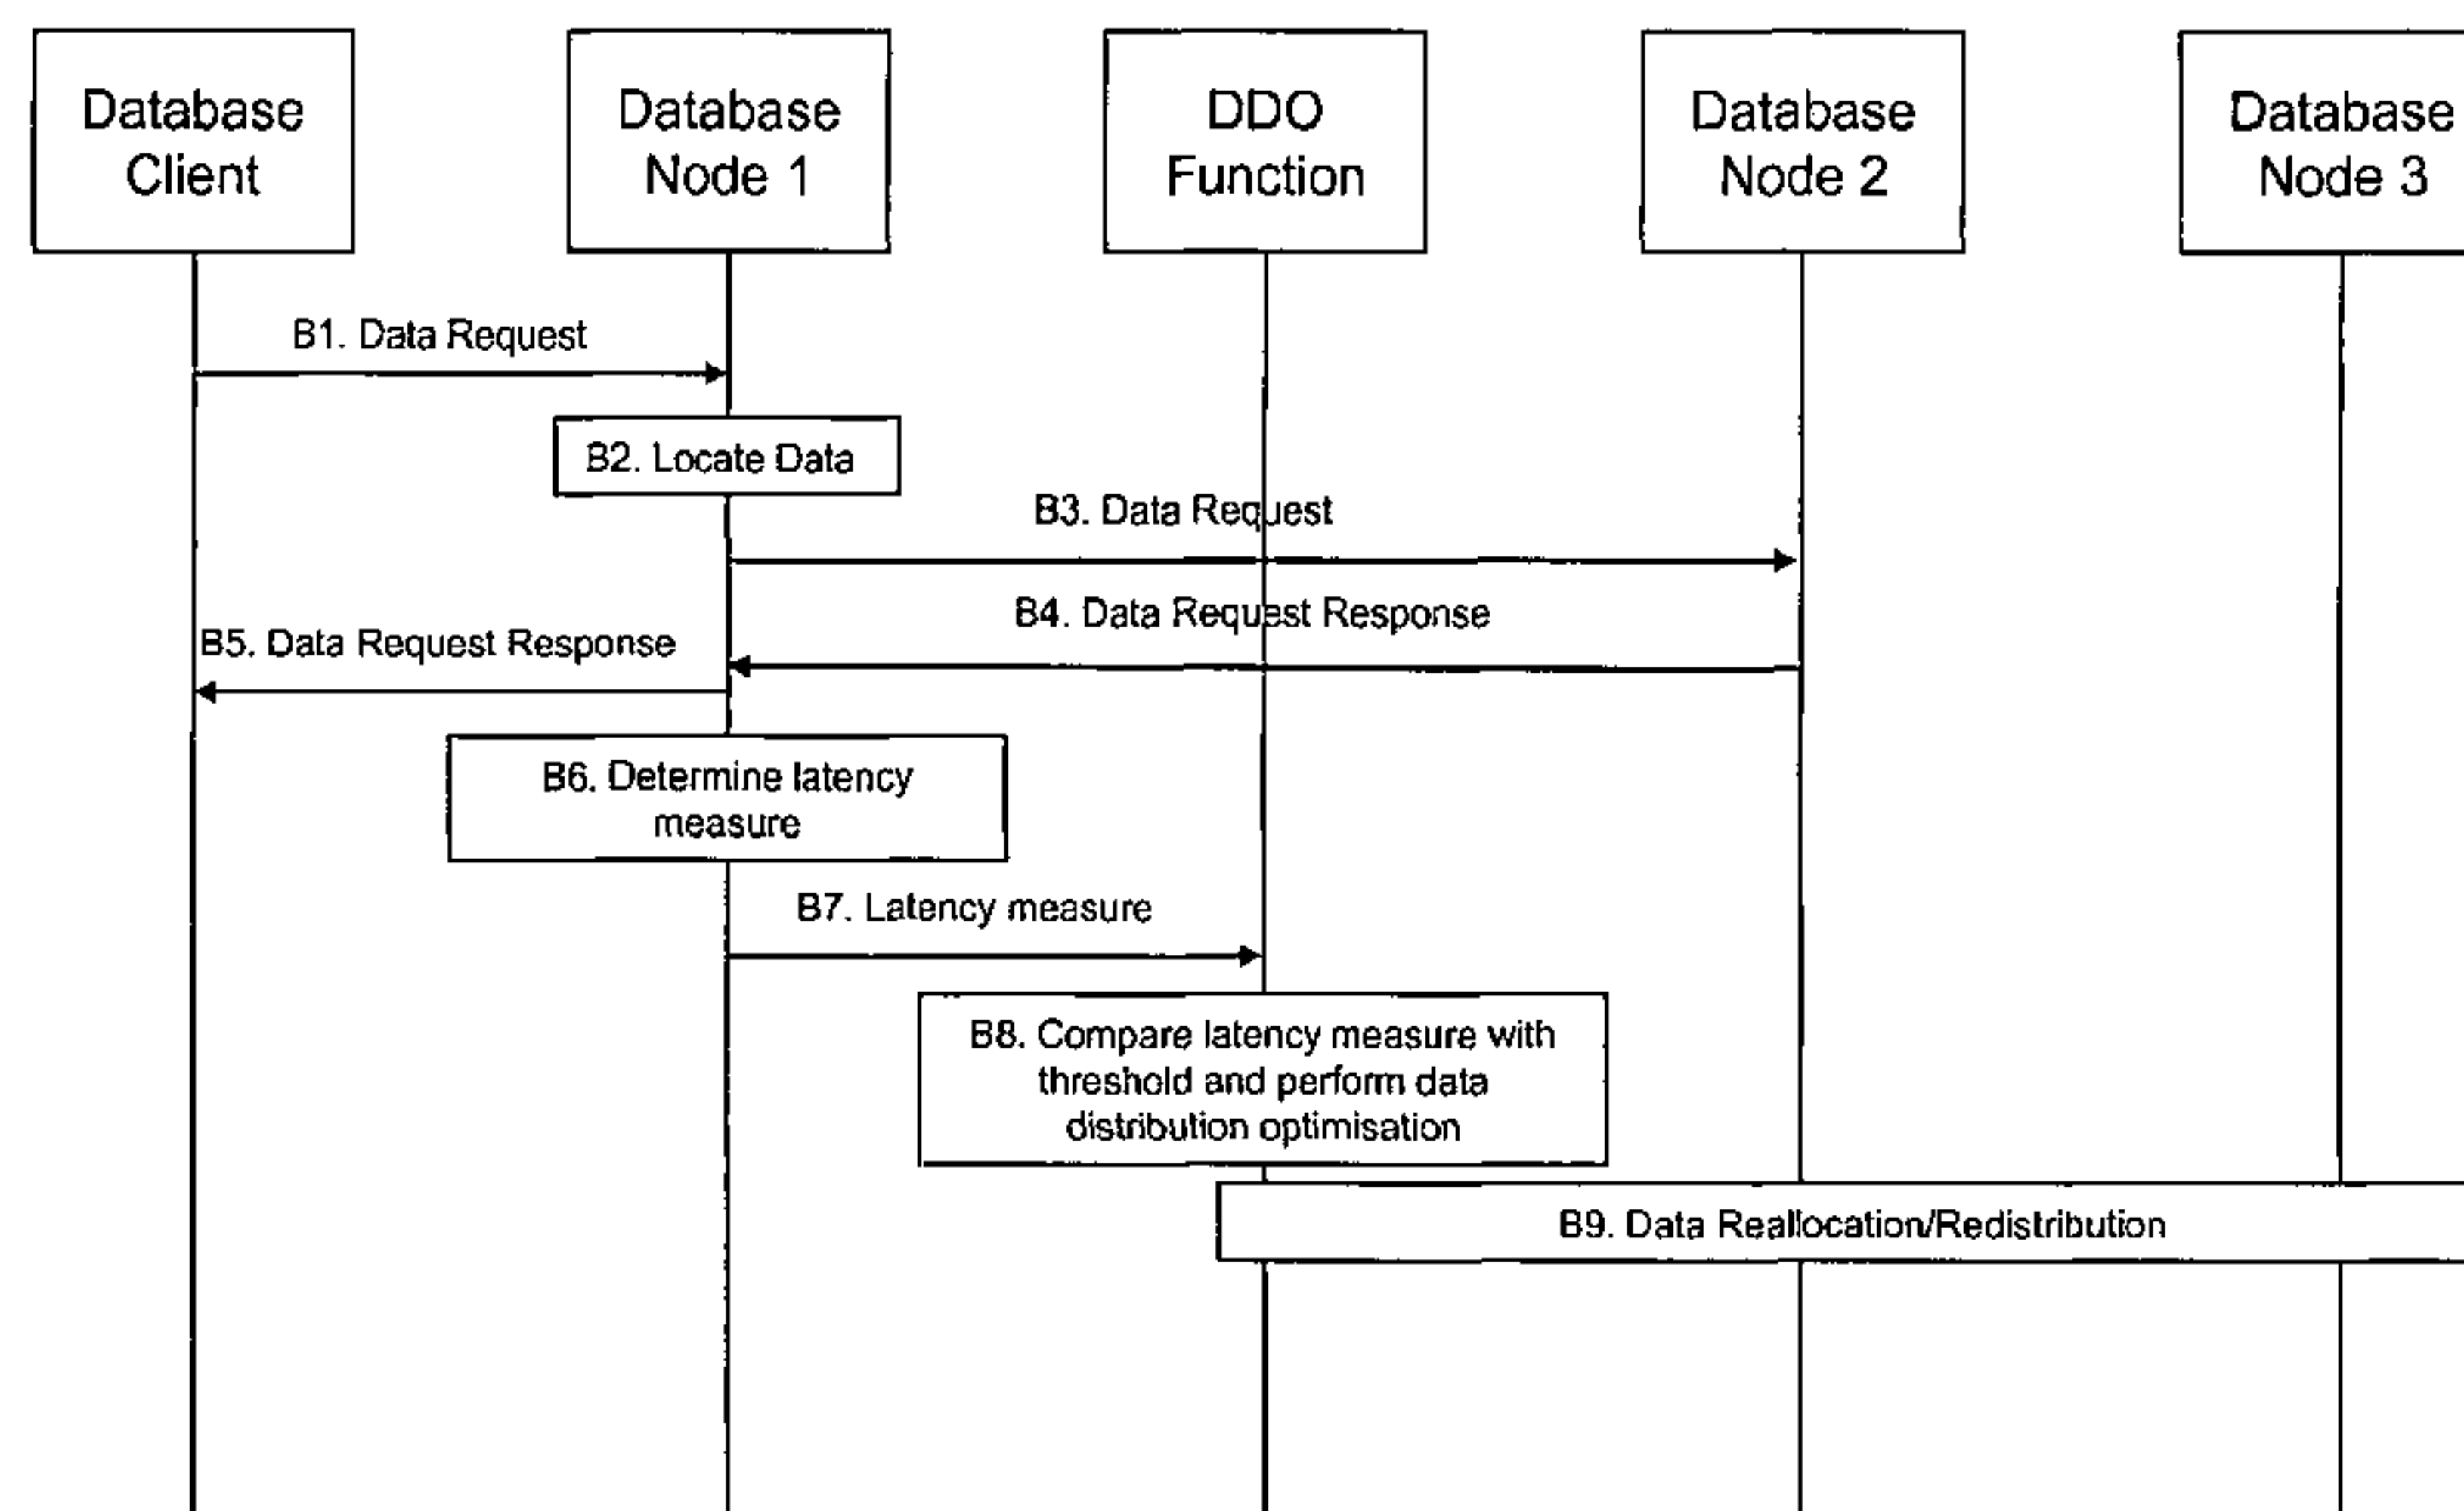 Database
Client
Database
Node 1
DDO
Function
Database
Node 2
Database
Node 3
B1. Data Request
B2. Locate Data
B3. Data Request
B4. Data Request Response
B5. Data Request Response
B6. Determine latency
measure
B7. Latency measure
B8. Compare latency measure with
threshold and perform data
distribution optimisation
B9. Data Reallocation/Redistribution